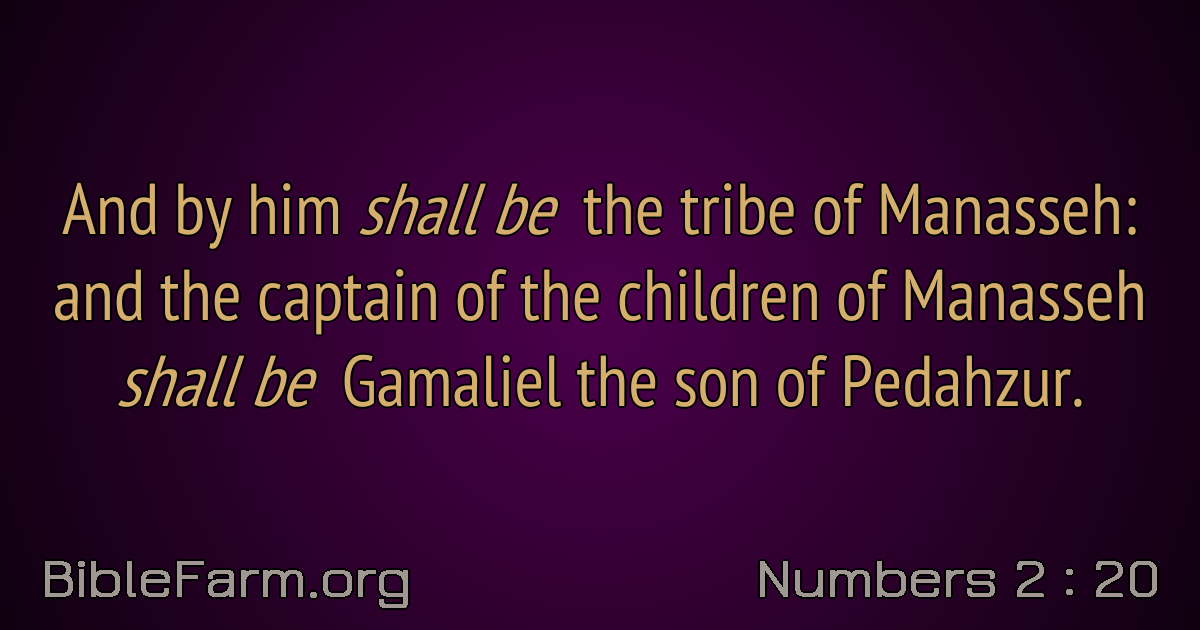 And by him shall be the tribe of Manasseh:
and the captain of the children of Manasseh
shall be Gamaliel the son of Pedahzur.
BibleFarm.org
Numbers 2 : 20